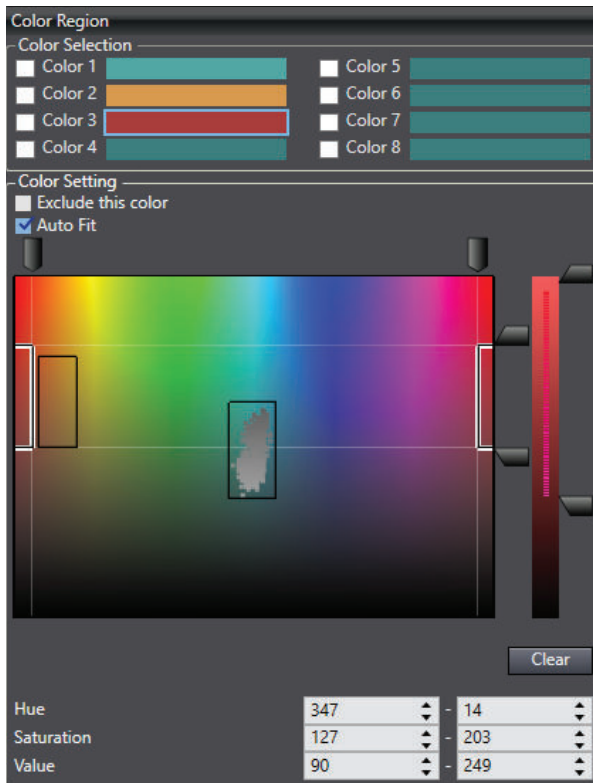 Color Region
Color Selection
Color 1 Color 5
Color 2 Color 6
Color 3 Color 7
Color 4 Color 8
Color Setting
Exclude this color
Auto Fit
Clear
Hue 347 - 14
Saturation 127 - 203
Value 90 - 249